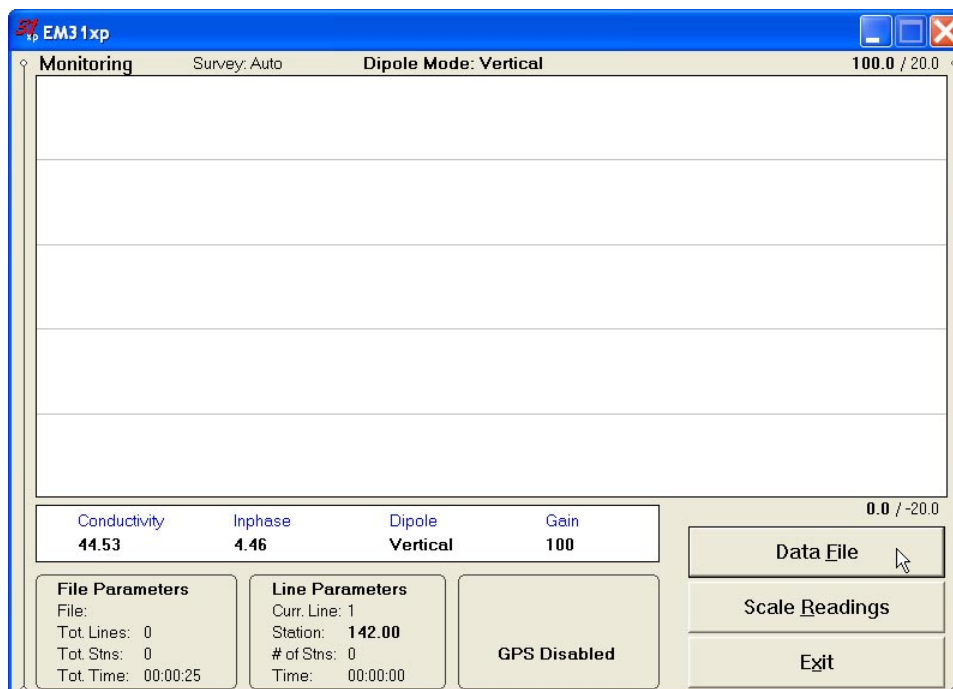 31 xp EM31xp
Monitoring Survey: Auto Dipole Mode: Vertical 100.0 / 20.0
0.0 / -20.0
Conductivity Inphase Dipole Gain
44.53 4.46 Vertical 100
Data File
File Parameters
File:
Tot. Lines: 0
Tot. Stns: 0
Tot. Time: 00:00:25
Line Parameters
Curr. Line: 1
Station: 142.00
# of Stns: 0
Time: 00:00:00
GPS Disabled
Scale Readings
Exit